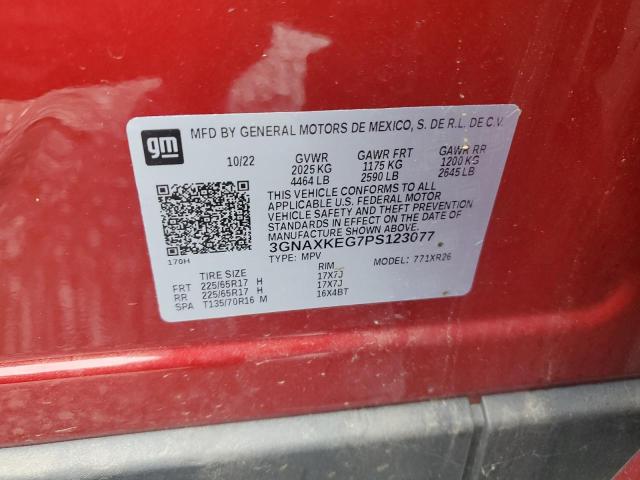 gm
MFD BY GENERAL MOTORS DE MEXICO, S. DE R.L. DE C.V.
10/22 GVWR GAWR FRT GAWR RR
2025 KG 1175 KG 1200 KG
4464 LB 2590 LB 2645 LB
THIS VEHICLE CONFORMS TO ALL
APPLICABLE U.S. FEDERAL MOTOR
VEHICLE SAFETY AND THEFT PREVENTION
STANDARDS IN EFFECT ON THE DATE OF
MANUFACTURE SHOWN ABOVE.
3GNAXKEG7PS123077
170H TYPE: MPV MODEL: 771XR26
TIRE SIZE RIM
FRT 225/65R17 H 17X7J
RR 225/65R17 H 17X7J
SPA T135/70R16 M 16X4BT